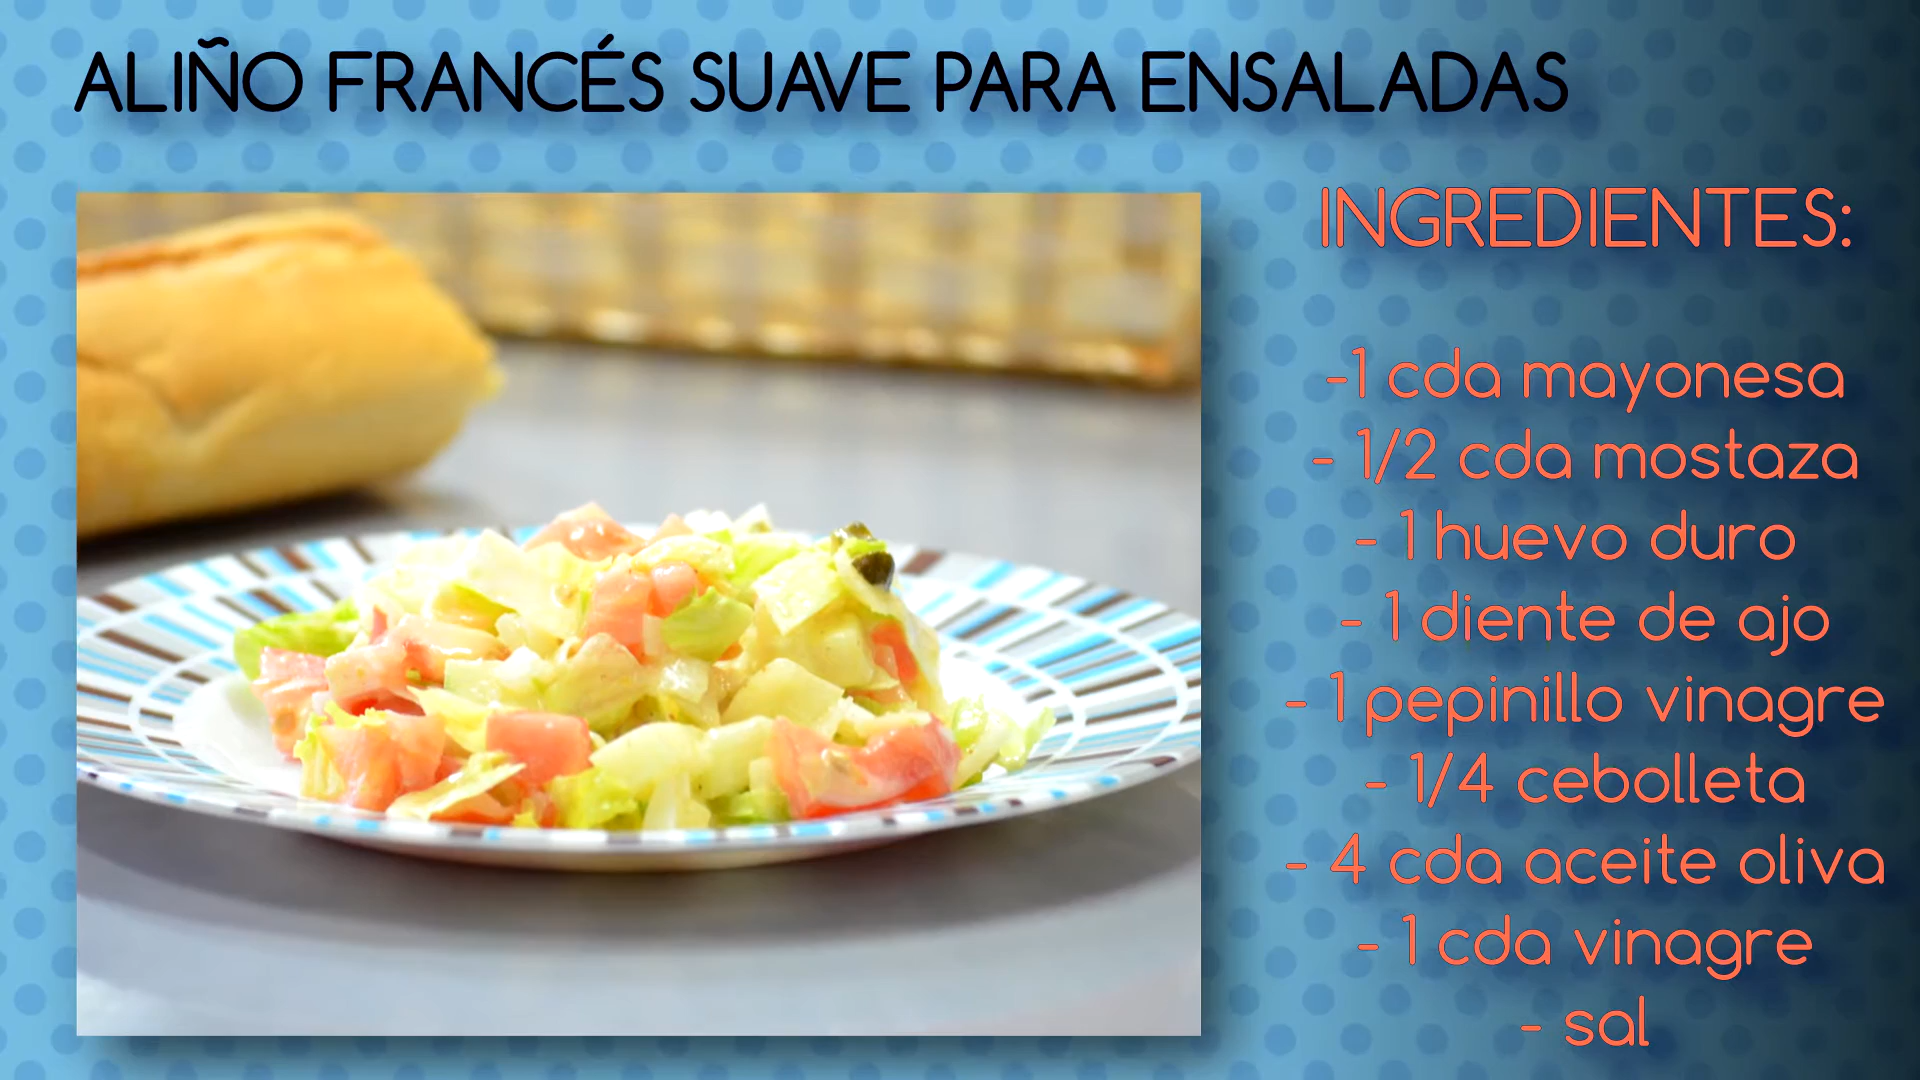 ALIÑO FRANCÉS SUAVE PARA ENSALADAS
INGREDIENTES:
-1 cda mayonesa
- 1/2 cda mostaza
- 1 huevo duro
- 1 diente de ajo
- 1 pepinillo vinagre
- 1/4 cebolleta
- 4 cda aceite oliva
- 1 cda vinagre
- sal